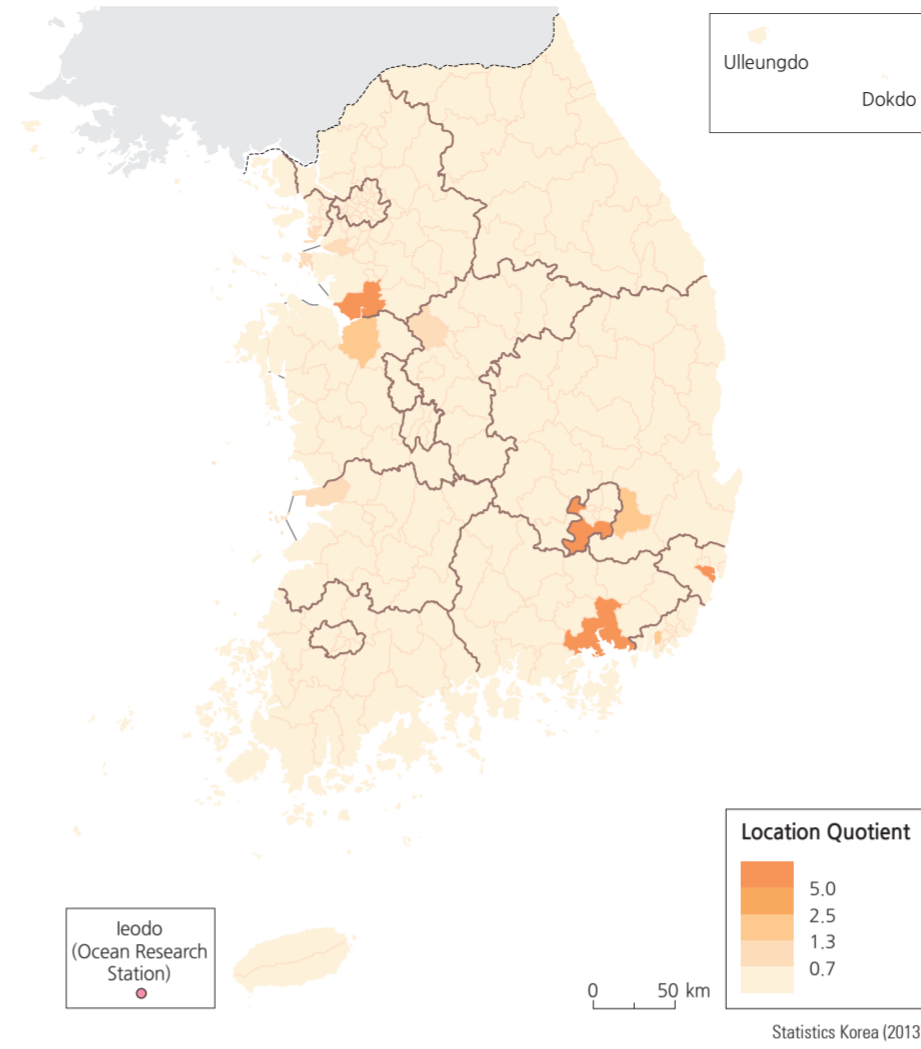 Ulleungdo
Dokdo
Location Quotient
5.0
2.5
1.3
0.7
Ieodo
(Ocean Research
Station)
0 50 km
Statistics Korea (2013